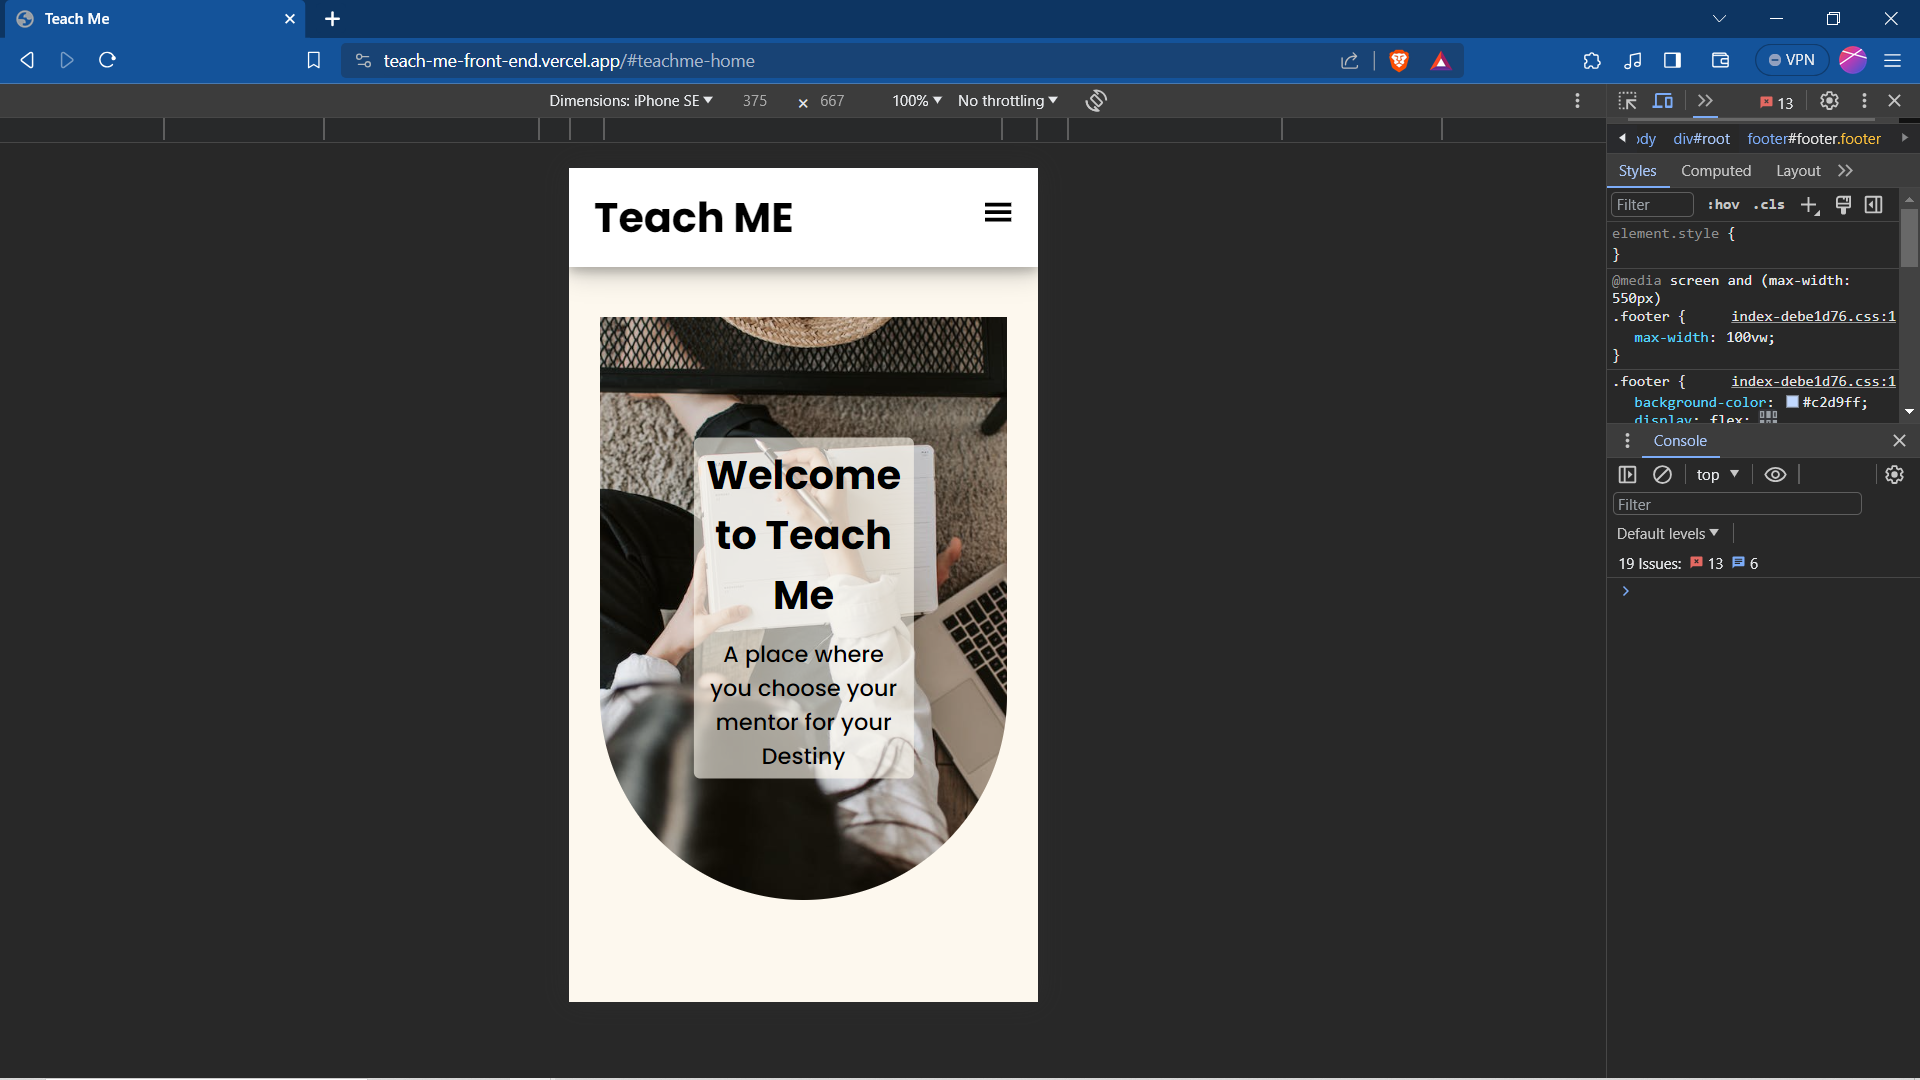 Teach Me
teach-me-front-end.vercel.app/#teachme-home
VPN
Dimensions: iPhone SE 375 × 667 100% No throttling
13
ody div#root footer#footer.footer
Styles Computed Layout
Filter :hov .cls
element.style {
}
@media screen and (max-width:
550px)
.footer { index-debe1d76.css:1
max-width: 100vw;
}
.footer { index-debe1d76.css:1
background-color: #c2d9ff;
display: flex;
Console
top
Filter
Default levels
19 Issues: 13 6
Teach ME
Welcome
to Teach
Me
A place where
you choose your
mentor for your
Destiny